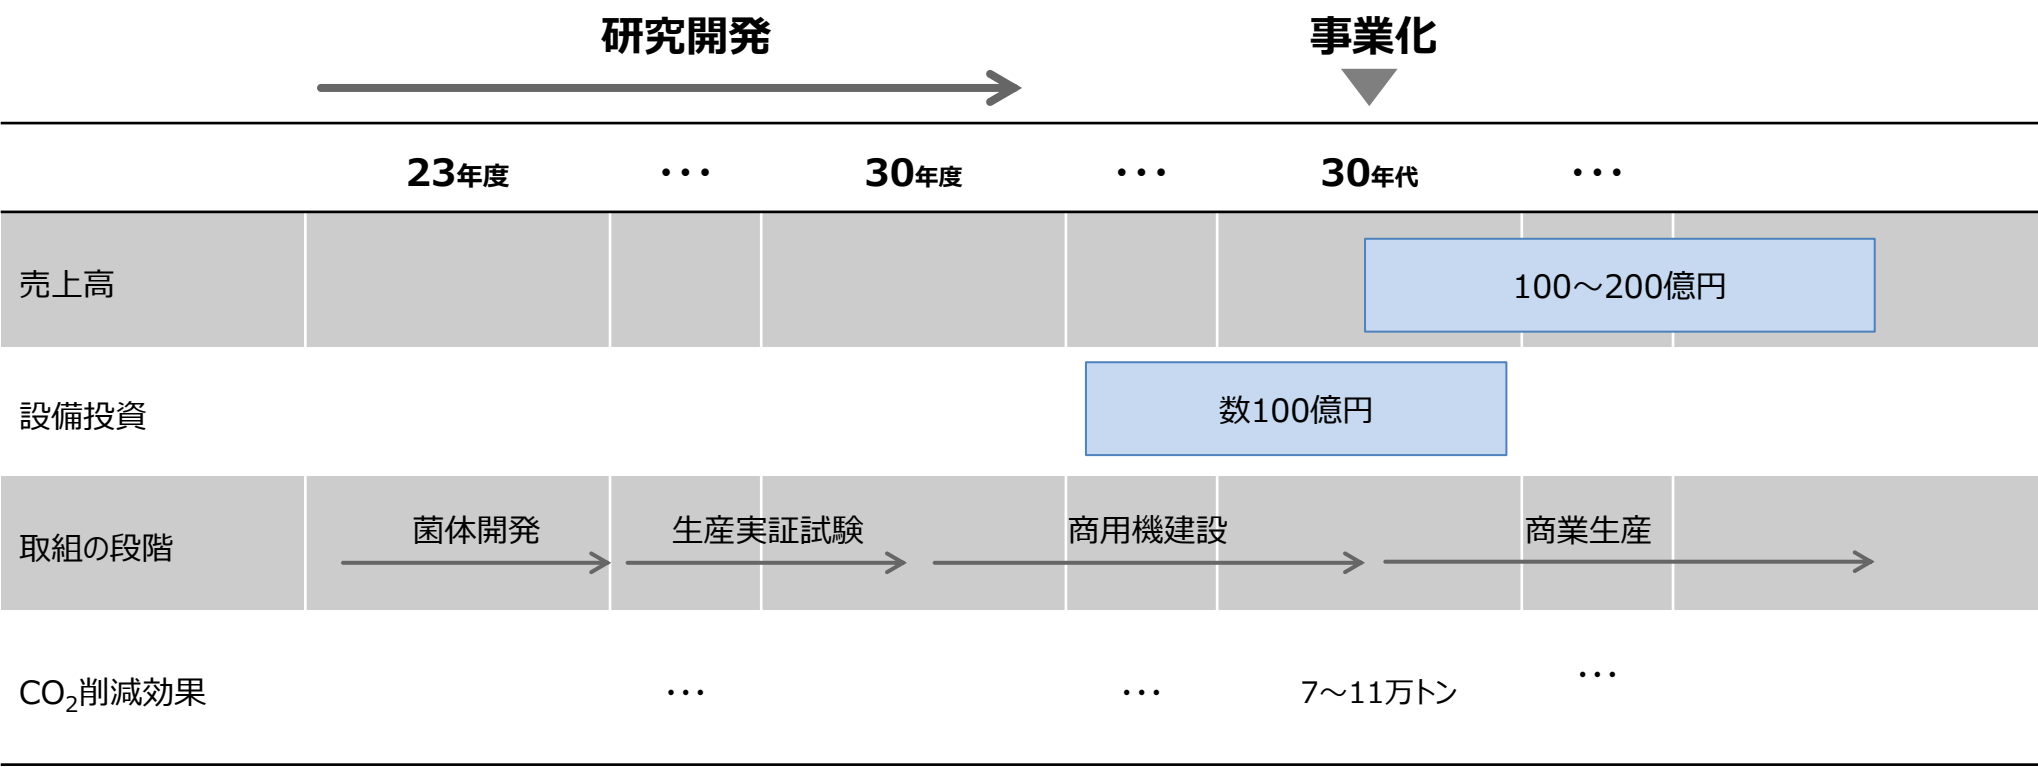 研究開発 事業化
23年度 ・・・ 30年度 ・・・ 30年代 ・・・
売上高 100～200億円
設備投資 数100億円
取組の段階 菌体開発 生産実証試験 商用機建設 商業生産
CO₂削減効果 ・・・ ・・・ 7～11万トン ・・・